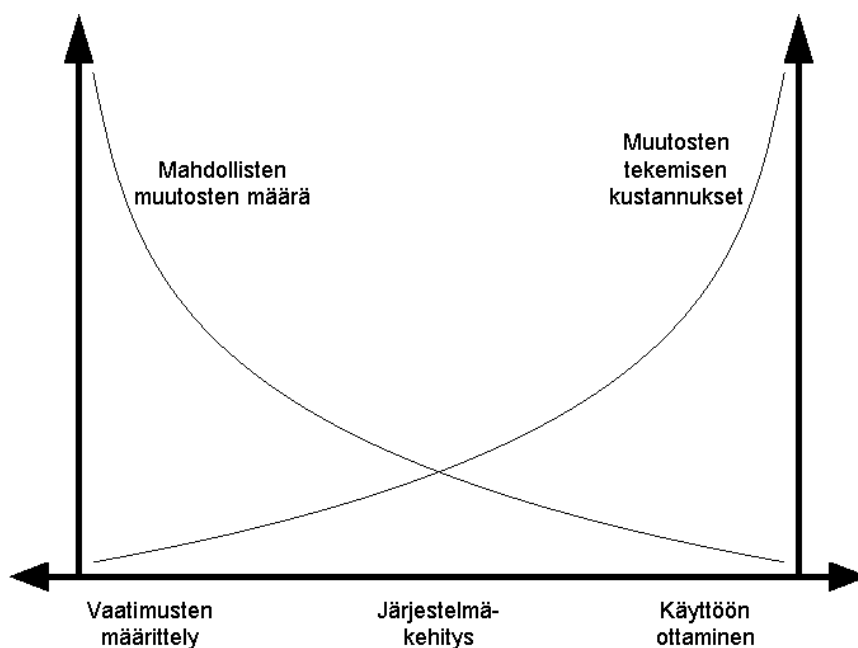 Mahdollisten
muutosten määrä
Muutosten
tekemisen
kustannukset
Vaatimusten
määrittely
Järjestelmä-
kehitys
Käyttöön
ottaminen